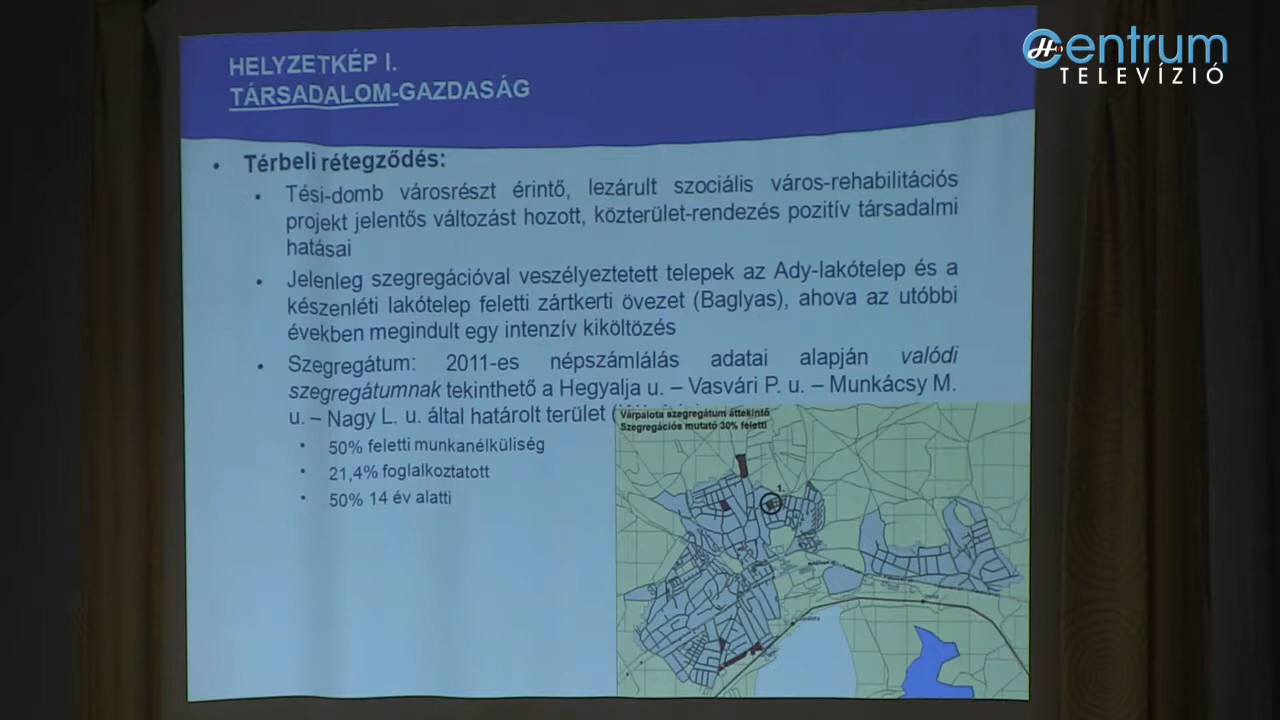 Centrum
TELEVÍZIÓ
HELYZETKÉP I.
TÁRSADALOM-GAZDASÁG
• Térbeli rétegződés:
• Tési-domb városrészt érintő, lezárult szociális város-rehabilitációs
projekt jelentős változást hozott, közterület-rendezés pozitív társadalmi
hatásai
• Jelenleg szegregációval veszélyeztetett telepek az Ady-lakótelep és a
készenléti lakótelep feletti zártkerti övezet (Baglyas), ahova az utóbbi
években megindult egy intenzív kiköltözés
• Szegregátum: 2011-es népszámlálás adatai alapján valódi
szegregátumnak tekinthető a Hegyalja u. – Vasvári P. u. – Munkácsy M.
u. – Nagy L. u. által határolt terület (
• 50% feletti munkanélküliség
• 21,4% foglalkoztatott
• 50% 14 év alatti
Várpalota szegregátum áttekintő
Szegregációs mutató 30% feletti
1.